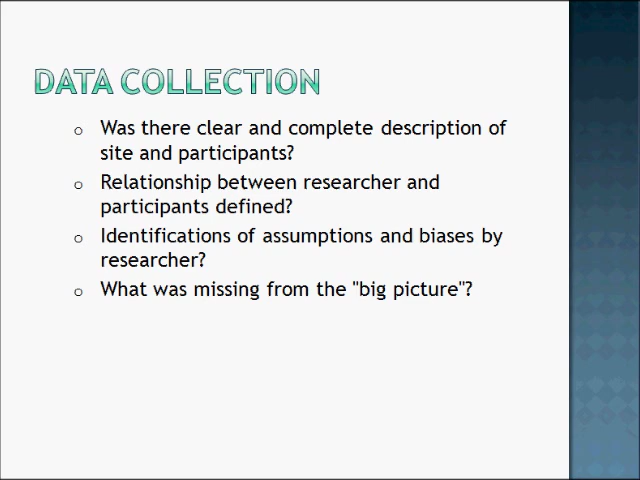 DATA COLLECTION
o Was there clear and complete description of
site and participants?
o Relationship between researcher and
participants defined?
o Identifications of assumptions and biases by
researcher?
o What was missing from the "big picture"?